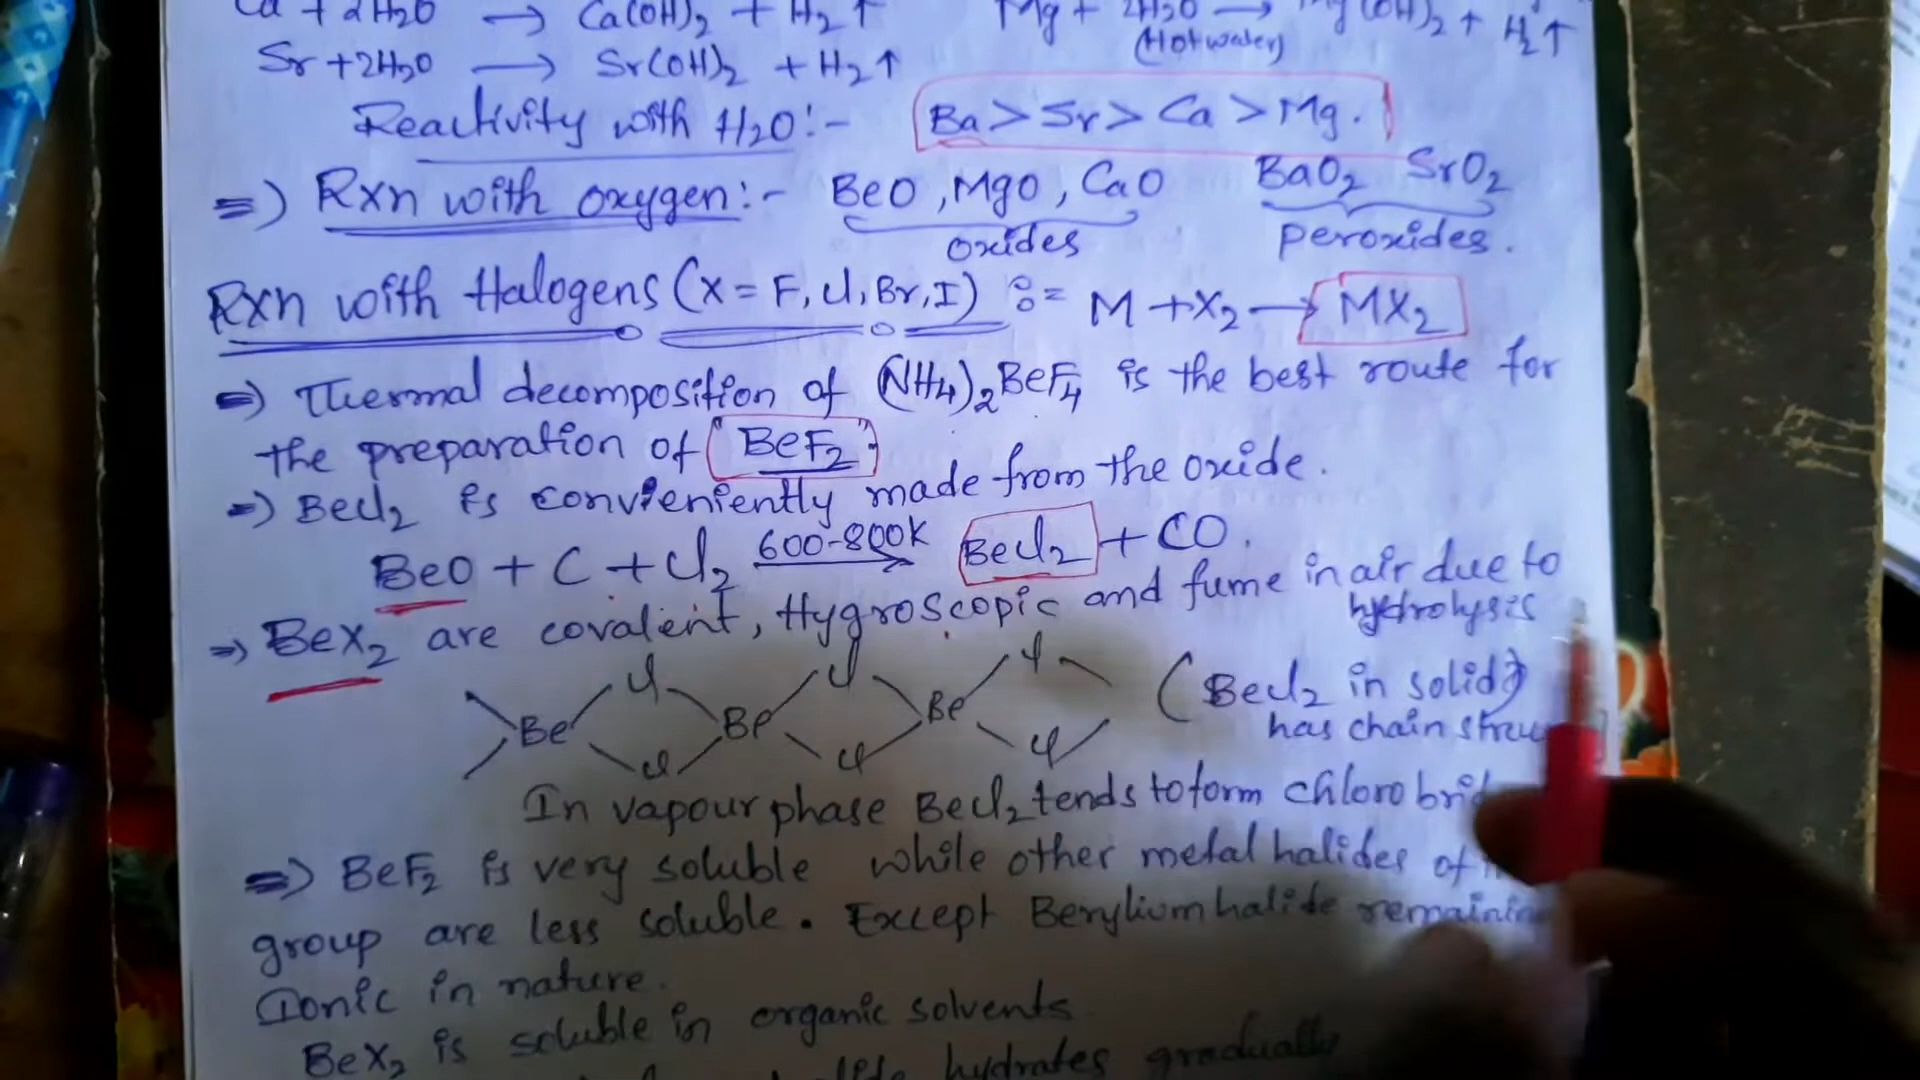 Ca + 2H2O → Ca(OH)2 + H2↑ Mg + 2H2O → Mg(OH)2 + H2↑
(Hot water)
Sr + 2H2O → Sr(OH)2 + H2↑
Reactivity with H2O:- Ba > Sr > Ca > Mg.
⇒) Rxn with oxygen:- BeO, MgO, CaO BaO2 SrO2
oxides peroxides.
Rxn with Halogens (X = F, Cl, Br, I) := M + X2 → MX2
⇒) Thermal decomposition of (NH4)2BeF4 is the best route for
the preparation of "BeF2".
⇒) BeCl2 is convieniently made from the oxide.
BeO + C + Cl2 600-800K → BeCl2 + CO.
⇒) BeX2 are covalent, Hygroscopic and fume in air due to
hydrolysis
Cl Cl Cl
Be Be Be
Cl Cl Cl
(BeCl2 in solid)
has chain
In vapour phase BeCl2 tends to form chloro
⇒) BeF2 is very soluble while other metal halides of
group are less soluble. Except Berylium halide
Ionic in nature.
BeX2 is soluble in organic solvents
hydrates gradually